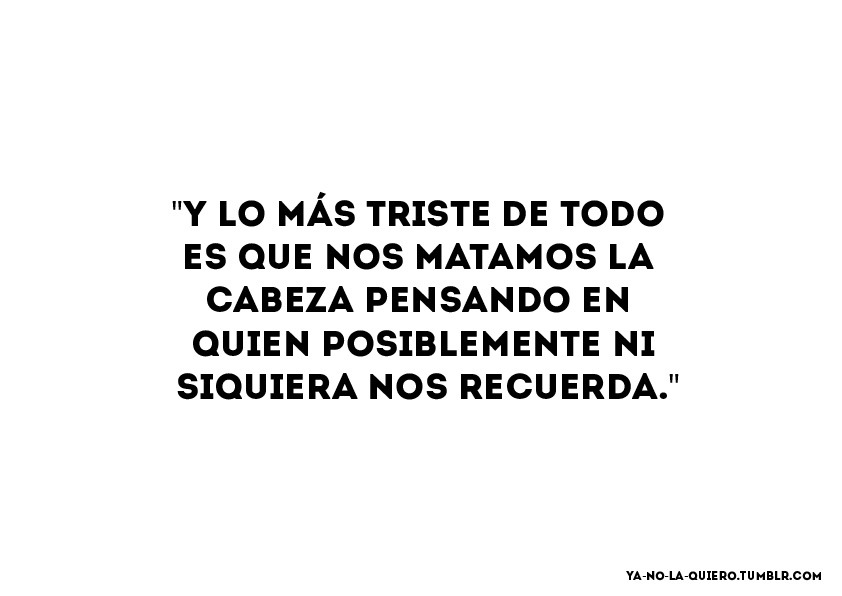 "Y LO MÁS TRISTE DE TODO
ES QUE NOS MATAMOS LA
CABEZA PENSANDO EN
QUIEN POSIBLEMENTE NI
SIQUIERA NOS RECUERDA."
YA-NO-LA-QUIERO.TUMBLR.COM